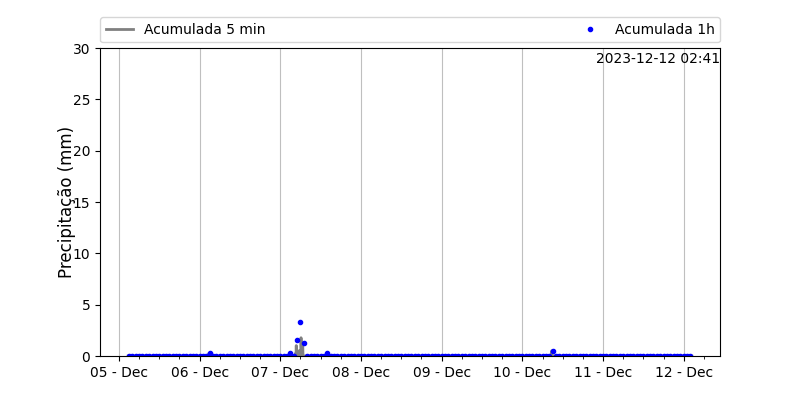 Acumulada 5 min
Acumulada 1h
2023-12-12 02:41
Precipitação (mm)
30
25
20
15
10
5
0
05 - Dec 06 - Dec 07 - Dec 08 - Dec 09 - Dec 10 - Dec 11 - Dec 12 - Dec